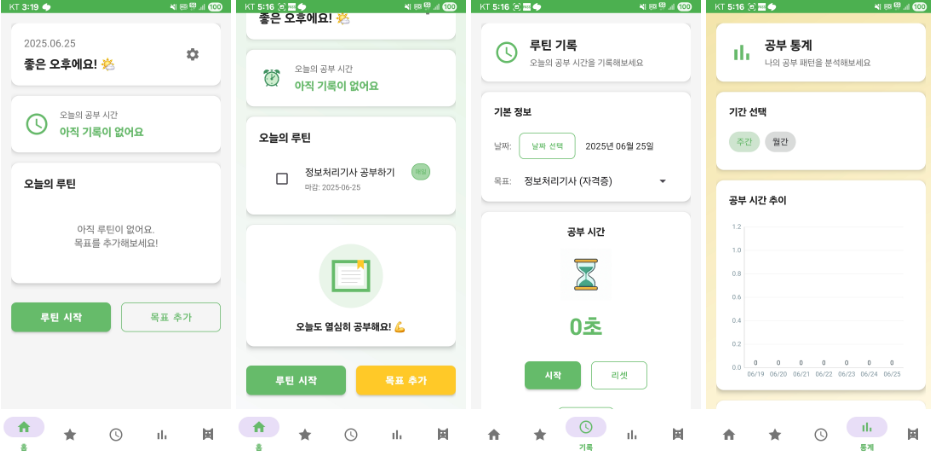 KT 3:19
100
2025.06.25
좋은 오후에요! 🌤️
오늘의 공부 시간
아직 기록이 없어요
오늘의 루틴
아직 루틴이 없어요.
목표를 추가해보세요!
루틴 시작
목표 추가
홈
KT 5:16
100
좋은 오후에요! 🌤️
오늘의 공부 시간
아직 기록이 없어요
오늘의 루틴
정보처리기사 공부하기
마감: 2025-06-25
오늘도 열심히 공부해요! 💪
루틴 시작
목표 추가
홈
KT 5:16
100
루틴 기록
오늘의 공부 시간을 기록해보세요
기본 정보
날짜:
날짜 선택
2025년 06월 25일
목표:
정보처리기사 (자격증)
공부 시간
0초
시작
리셋
기록
KT 5:16
100
공부 통계
나의 공부 패턴을 분석해보세요
기간 선택
주간
월간
공부 시간 추이
1.2
1.0
0.8
0.6
0.4
0.2
0.0
0 0 0 0 0 0 0
06/19 06/20 06/21 06/22 06/23 06/24 06/25
통계